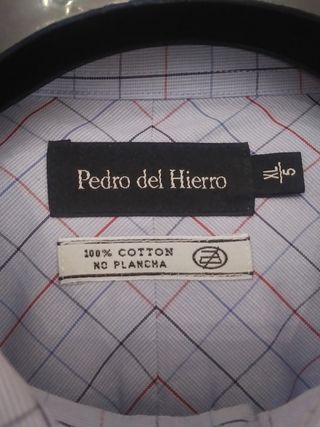 Pedro del Hierro
XL
5
100% COTTON
NO PLANCHA